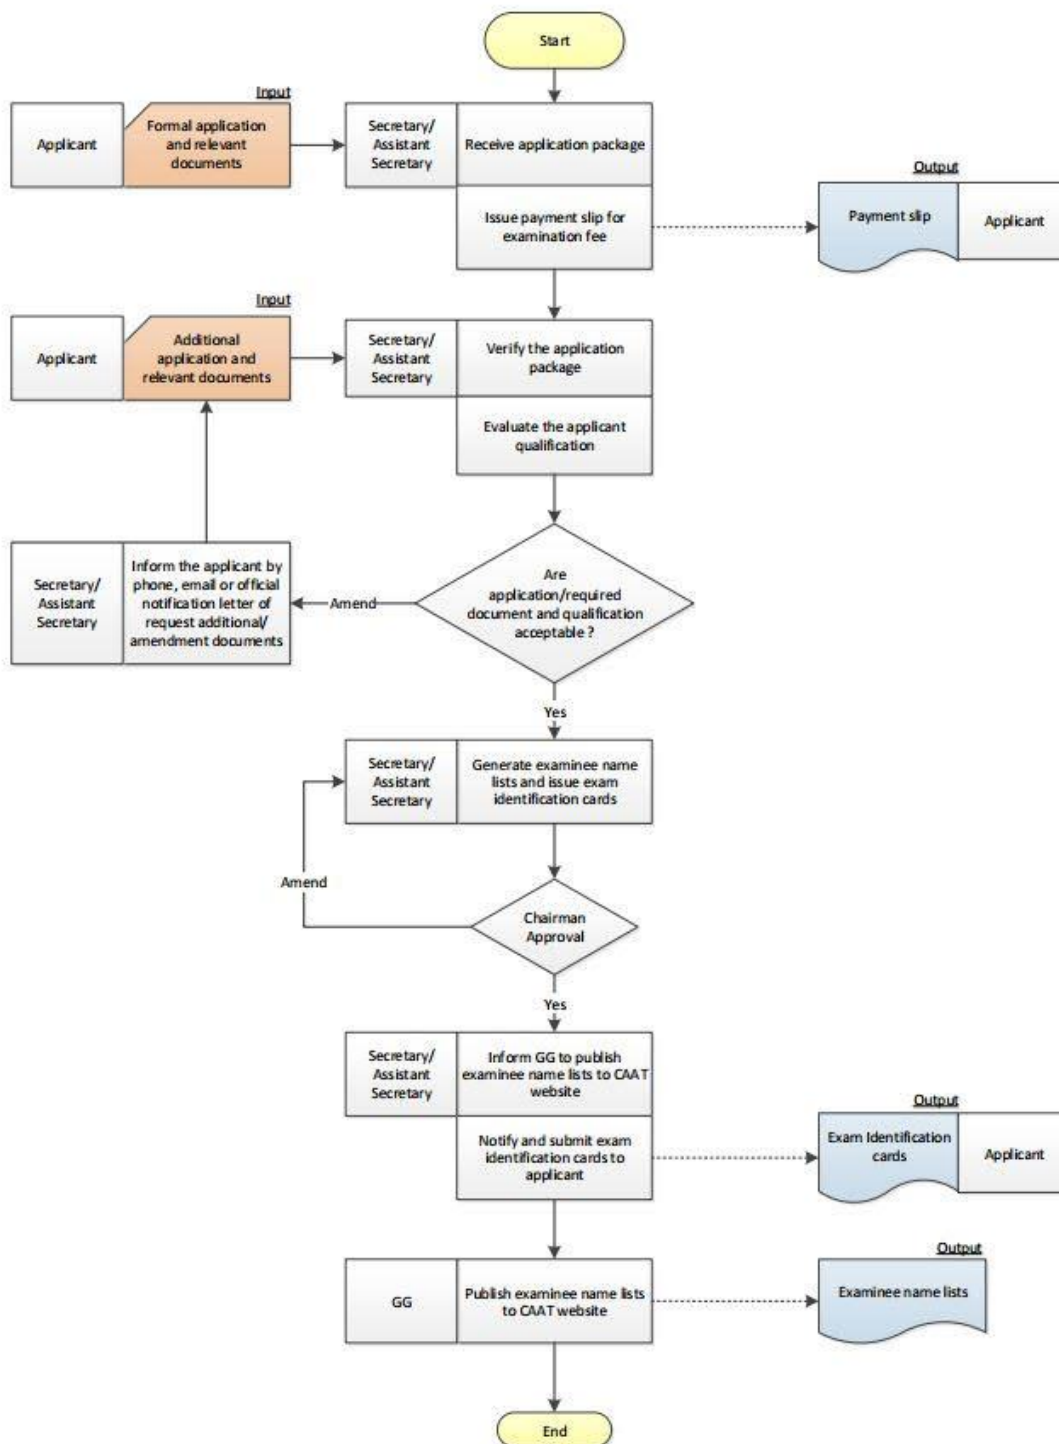 Start
Input
Applicant
Formal application
and relevant
documents
Secretary/
Assistant
Secretary
Receive application package
Output
Issue payment slip for
examination fee
Payment slip
Applicant
Input
Applicant
Additional
application and
relevant documents
Secretary/
Assistant
Secretary
Verify the application
package
Evaluate the applicant
qualification
Secretary/
Assistant
Secretary
Inform the applicant by
phone, email or official
notification letter of
request additional/
amendment documents
Amend
Are
application/required
document and qualification
acceptable ?
Yes
Secretary/
Assistant
Secretary
Generate examinee name
lists and issue exam
identification cards
Amend
Chairman
Approval
Yes
Secretary/
Assistant
Secretary
Inform GG to publish
examinee name lists to CAAT
website
Output
Notify and submit exam
identification cards to
applicant
Exam Identification
cards
Applicant
Output
GG
Publish examinee name lists
to CAAT website
Examinee name lists
End